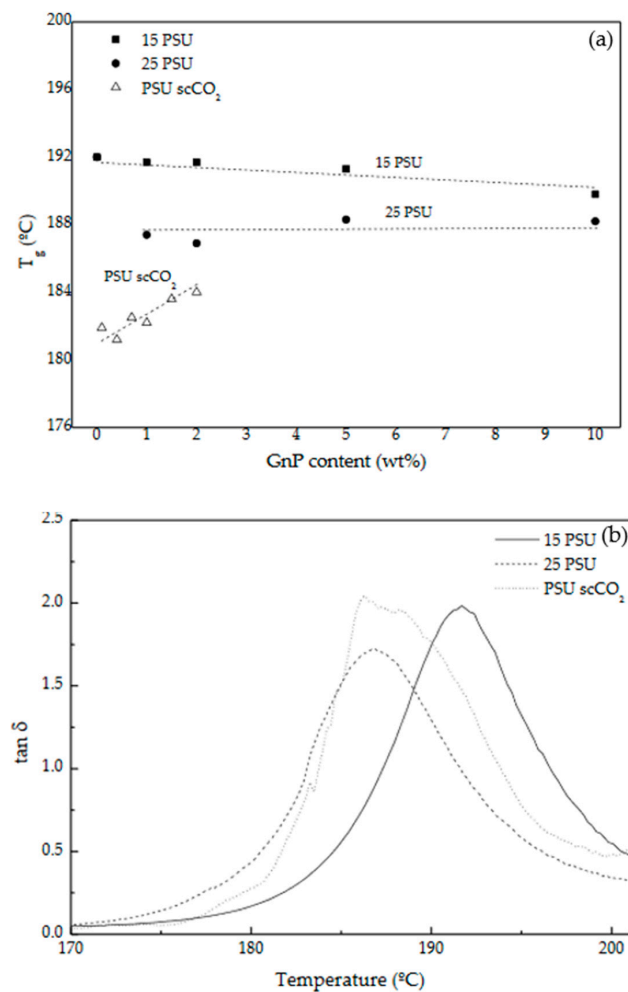 200
(a)
15 PSU
25 PSU
PSU scCO₂
196
192
15 PSU
188
25 PSU
Tg (ºC)
PSU scCO₂
184
180
176
0 1 2 3 4 5 6 7 8 9 10
GnP content (wt%)
2.5
(b)
15 PSU
25 PSU
PSU scCO₂
2.0
1.5
tan δ
1.0
0.5
0.0
170 180 190 200
Temperature (ºC)